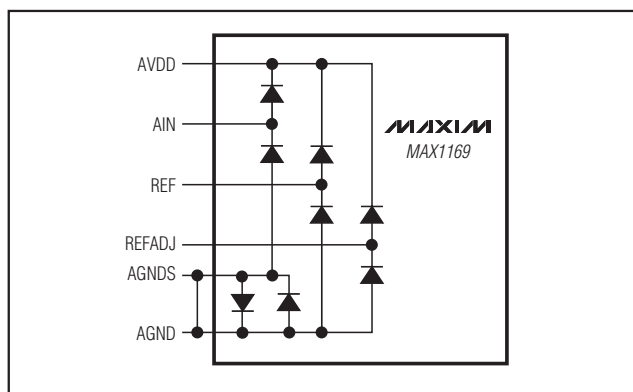 AVDD
AIN
MAXIM
MAX1169
REF
REFADJ
AGNDS
AGND